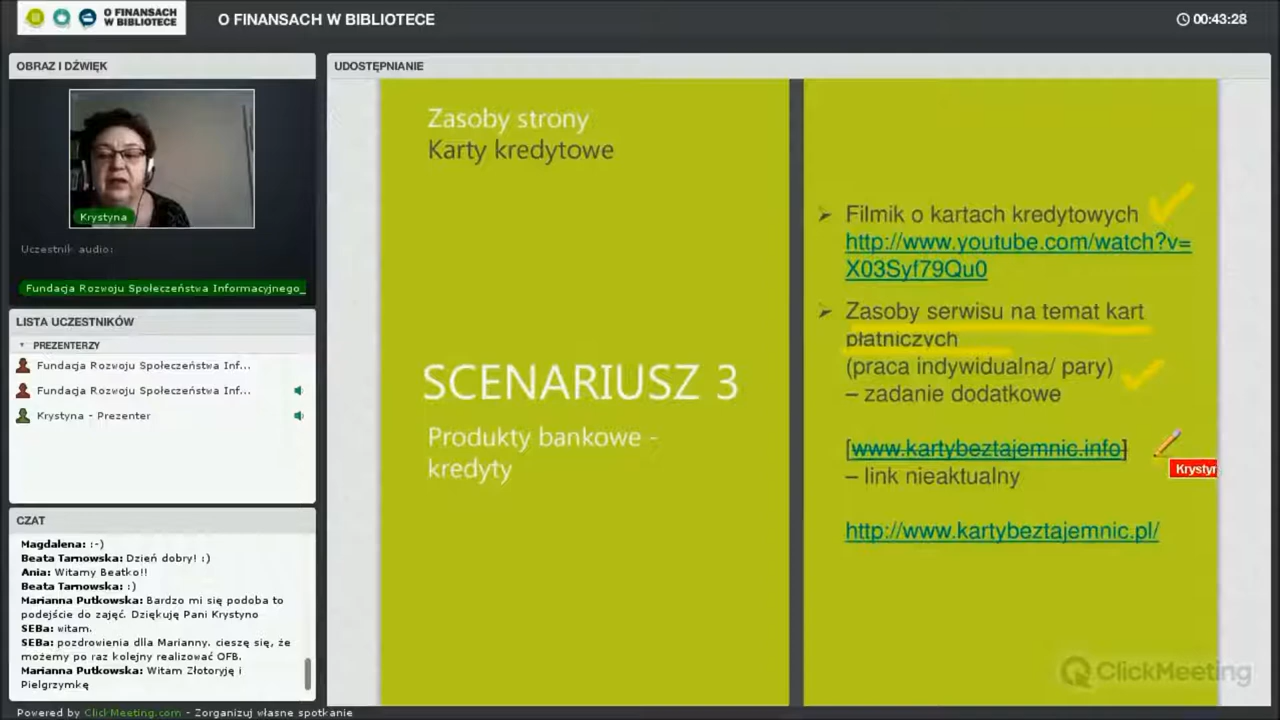 O FINANSACH
W BIBLIOTECE
O FINANSACH W BIBLIOTECE
00:43:28
OBRAZ I DŹWIĘK
Krystyna
Uczestnik audio:
Fundacja Rozwoju Społeczeństwa Informacyjnego_
LISTA UCZESTNIKÓW
PREZENTERZY
Fundacja Rozwoju Społeczeństwa Inf...
Fundacja Rozwoju Społeczeństwa Inf...
Krystyna - Prezenter
CZAT
Magdalena: :-)
Beata Tarnowska: Dzień dobry! :)
Ania: Witamy Beatko!!
Beata Tarnowska: :)
Marianna Putkowska: Bardzo mi się podoba to
podejście do zajęć. Dziękuję Pani Krystyno
SEBa: witam.
SEBa: pozdrowienia dlla Marianny. cieszę się, że
możemy po raz kolejny realizować OFB.
Marianna Putkowska: Witam Złotoryję i
Pielgrzymkę
Powered by ClickMeeting.com - Zorganizuj własne spotkanie
UDOSTĘPNIANIE
Zasoby strony
Karty kredytowe
SCENARIUSZ 3
Produkty bankowe -
kredyty
➢ Filmik o kartach kredytowych
http://www.youtube.com/watch?v=
X03Syf79Qu0
➢ Zasoby serwisu na temat kart
płatniczych
(praca indywidualna/ pary)
– zadanie dodatkowe
[www.kartybeztajemnic.info]
– link nieaktualny
http://www.kartybeztajemnic.pl/
Krystyn
ClickMeeting